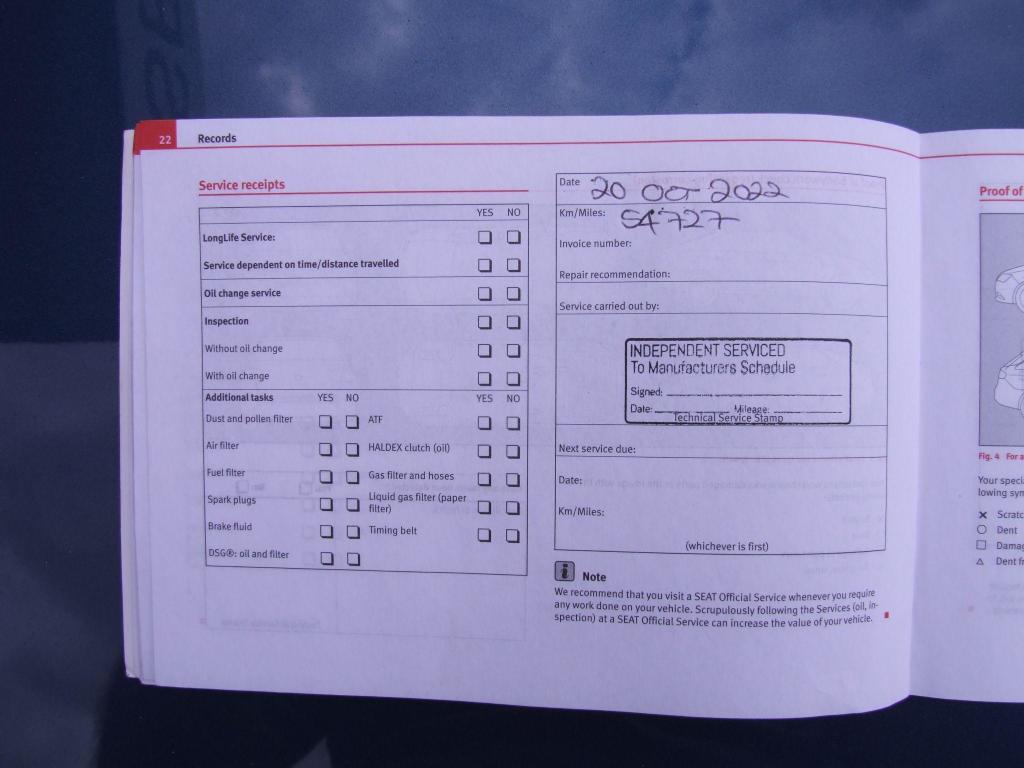 22 Records
Service receipts
YES NO
LongLife Service:
Service dependent on time/distance travelled
Oil change service
Inspection
Without oil change
With oil change
Additional tasks YES NO YES NO
Dust and pollen filter ATF
Air filter HALDEX clutch (oil)
Fuel filter Gas filter and hoses
Spark plugs Liquid gas filter (paper
filter)
Brake fluid Timing belt
DSG®: oil and filter
Date 20 Oct 2022
Km/Miles: 54727
Invoice number:
Repair recommendation:
Service carried out by:
INDEPENDENT SERVICED
To Manufacturers Schedule
Signed:
Date: Mileage:
Technical Service Stamp
Next service due:
Date:
Km/Miles:
(whichever is first)
i Note
We recommend that you visit a SEAT Official Service whenever you require
any work done on your vehicle. Scrupulously following the Services (oil, in-
spection) at a SEAT Official Service can increase the value of your vehicle.
Proof of
Fig. 4 For a
Your speci
lowing sym
Scratc
Dent
Damag
Dent fr